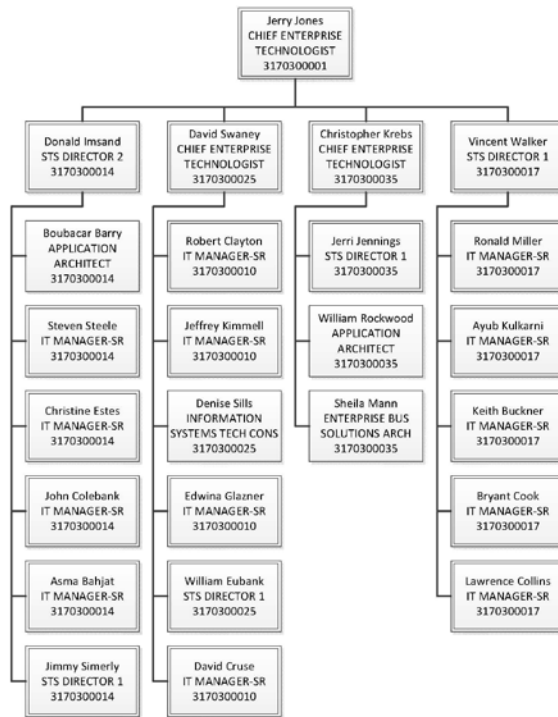 Jerry Jones
CHIEF ENTERPRISE
TECHNOLOGIST
3170300001
Donald Imsand
STS DIRECTOR 2
3170300014
David Swaney
CHIEF ENTERPRISE
TECHNOLOGIST
3170300025
Christopher Krebs
CHIEF ENTERPRISE
TECHNOLOGIST
3170300035
Vincent Walker
STS DIRECTOR 1
3170300017
Boubacar Barry
APPLICATION
ARCHITECT
3170300014
Steven Steele
IT MANAGER-SR
3170300014
Christine Estes
IT MANAGER-SR
3170300014
John Colebank
IT MANAGER-SR
3170300014
Asma Bahjat
IT MANAGER-SR
3170300014
Jimmy Simerly
STS DIRECTOR 1
3170300014
Robert Clayton
IT MANAGER-SR
3170300010
Jeffrey Kimmell
IT MANAGER-SR
3170300010
Denise Sills
INFORMATION
SYSTEMS TECH CONS
3170300025
Edwina Glazner
IT MANAGER-SR
3170300010
William Eubank
STS DIRECTOR 1
3170300025
David Cruse
IT MANAGER-SR
3170300010
Jerri Jennings
STS DIRECTOR 1
3170300035
William Rockwood
APPLICATION
ARCHITECT
3170300035
Sheila Mann
ENTERPRISE BUS
SOLUTIONS ARCH
3170300035
Ronald Miller
IT MANAGER-SR
3170300017
Ayub Kulkarni
IT MANAGER-SR
3170300017
Keith Buckner
IT MANAGER-SR
3170300017
Bryant Cook
IT MANAGER-SR
3170300017
Lawrence Collins
IT MANAGER-SR
3170300017